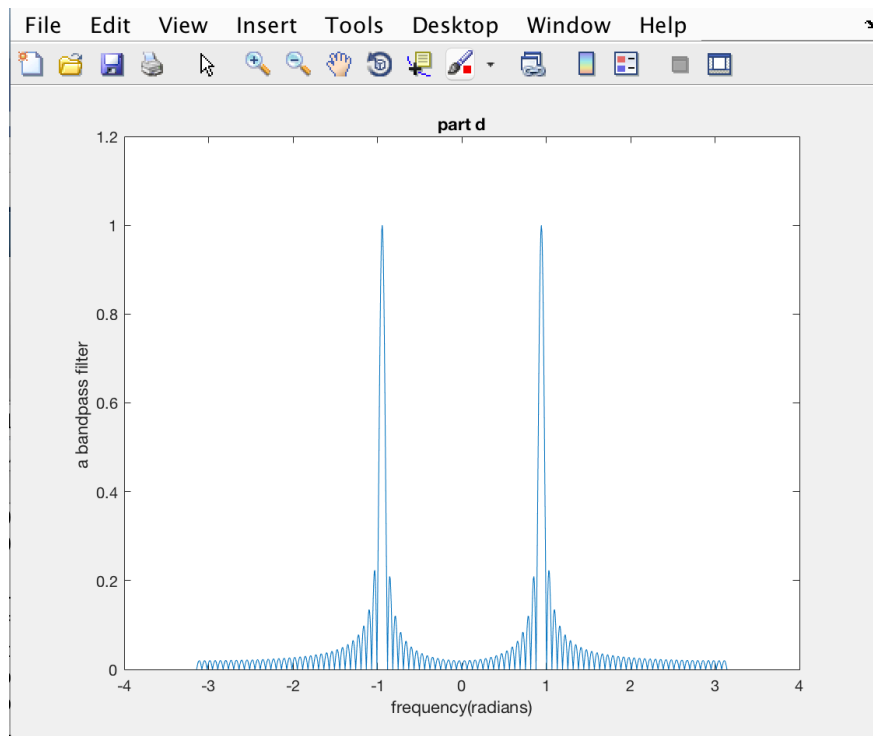 File Edit View Insert Tools Desktop Window Help
part d
1.2
1
0.8
0.6
0.4
0.2
0
a bandpass filter
-4 -3 -2 -1 0 1 2 3 4
frequency(radians)